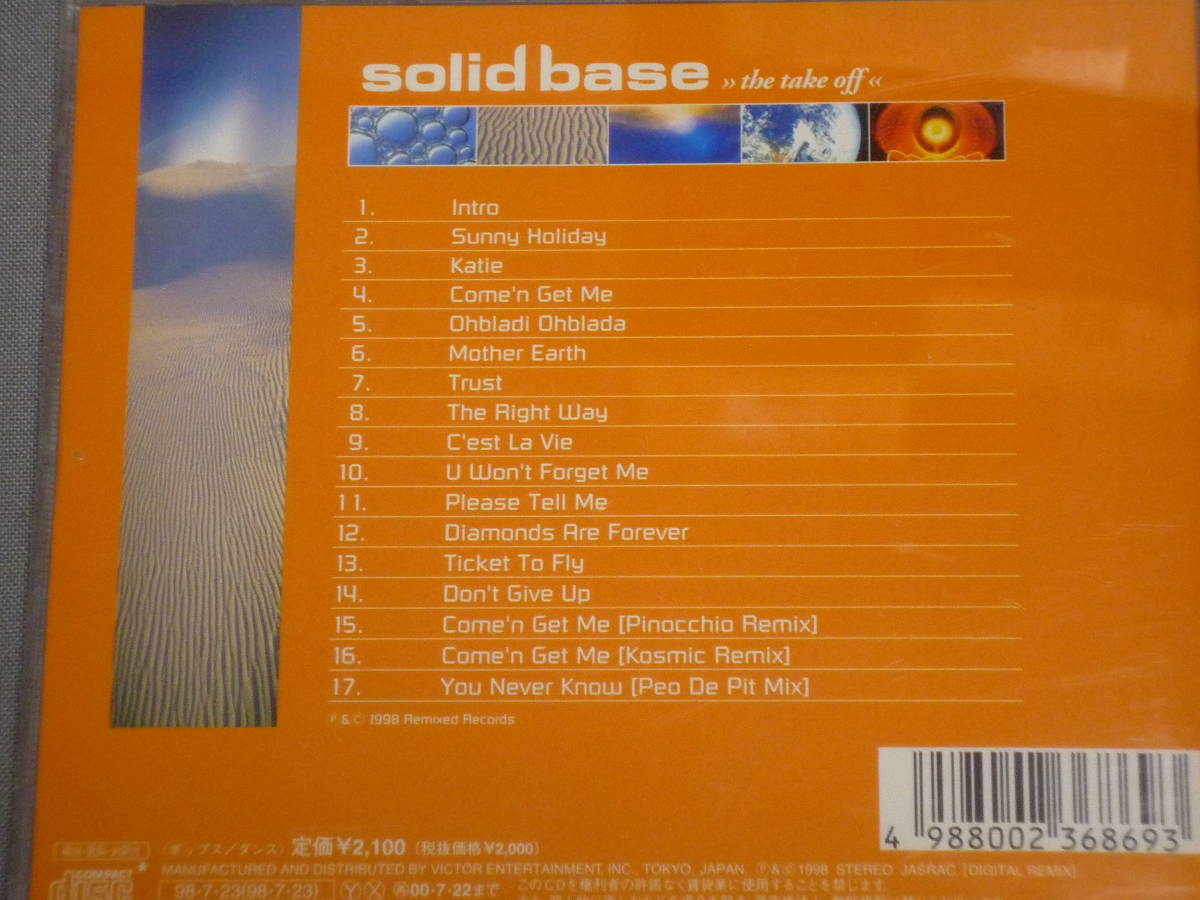 solid base »the take off«
1. Intro
2. Sunny Holiday
3. Katie
4. Come'n Get Me
5. Ohbladi Ohblada
6. Mother Earth
7. Trust
8. The Right Way
9. C'est La Vie
10. U Won't Forget Me
11. Please Tell Me
12. Diamonds Are Forever
13. Ticket To Fly
14. Don't Give Up
15. Come'n Get Me [Pinocchio Remix]
16. Come'n Get Me [Kosmic Remix]
17. You Never Know [Peo De Pit Mix]
℗ & © 1998 Remixed Records
4 988002 368693
(ポップス/ダンス) 定価¥2,100 (税抜価格¥2,000)
MANUFACTURED AND DISTRIBUTED BY VICTOR ENTERTAINMENT, INC., TOKYO, JAPAN. ℗&©1998 STEREO JASRAC [DIGITAL REMIX]
COMPACT disc
98·7·23(98·7·23) Ⓨ Ⓧ 00·7·22まで
このCDを権利者の許諾なく賃貸業に使用することを禁じます。